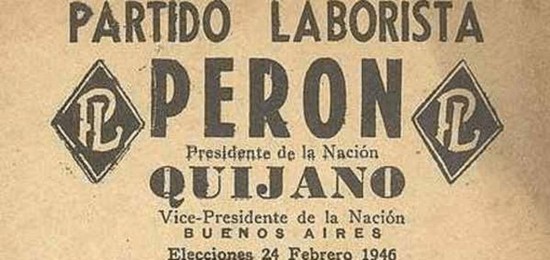 PARTIDO LABORISTA
PL PERON PL
Presidente de la Nación
QUIJANO
Vice-Presidente de la Nación
BUENOS AIRES
Elecciones 24 Febrero 1946